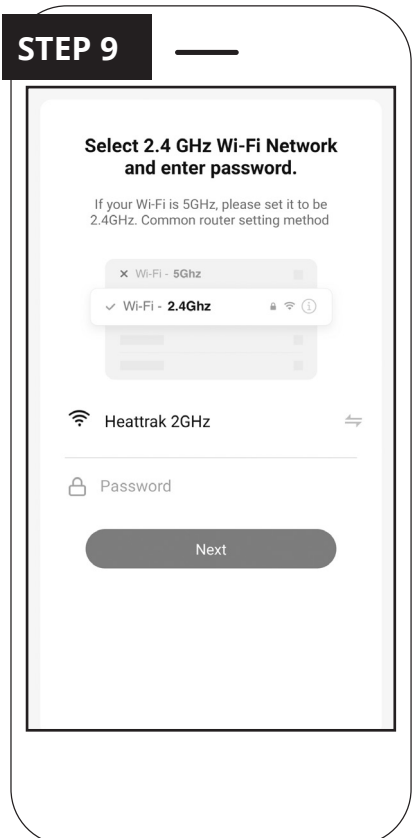 STEP 9
Select 2.4 GHz Wi-Fi Network
and enter password.
If your Wi-Fi is 5GHz, please set it to be
2.4GHz. Common router setting method
× Wi-Fi - 5Ghz
✓ Wi-Fi - 2.4Ghz
Heattrak 2GHz
Password
Next